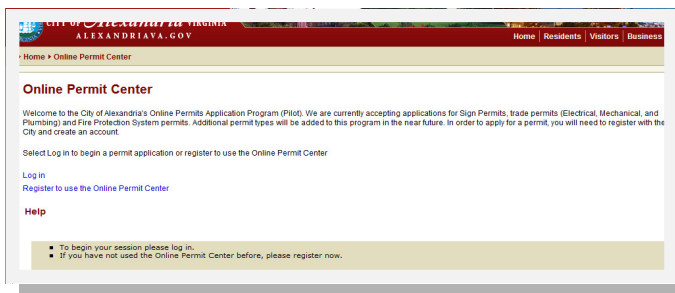 CITY OF Alexandria VIRGINIA
ALEXANDRIAVA.GOV
Home | Residents | Visitors | Business
Home ▸ Online Permit Center
Online Permit Center
Welcome to the City of Alexandria's Online Permits Application Program (Pilot). We are currently accepting applications for Sign Permits, trade permits (Electrical, Mechanical, and
Plumbing) and Fire Protection System permits. Additional permit types will be added to this program in the near future. In order to apply for a permit, you will need to register with the
City and create an account.
Select Log in to begin a permit application or register to use the Online Permit Center
Log in
Register to use the Online Permit Center
Help
▪ To begin your session please log in.
▪ If you have not used the Online Permit Center before, please register now.